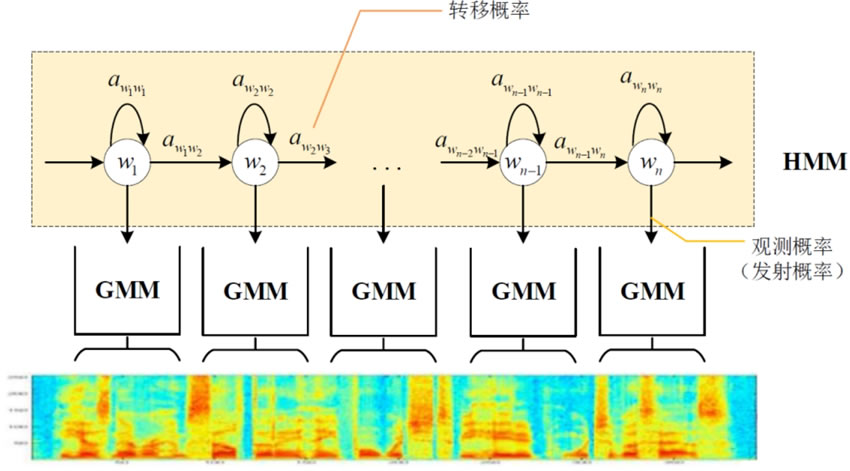 转移概率
a_{w_1w_1} a_{w_2w_2} a_{w_{n-1}w_{n-1}} a_{w_nw_n}
a_{w_1w_2} a_{w_2w_3} a_{w_{n-2}w_{n-1}} a_{w_{n-1}w_n}
w_1 w_2 ... w_{n-1} w_n HMM
观测概率
(发射概率)
GMM GMM GMM GMM GMM